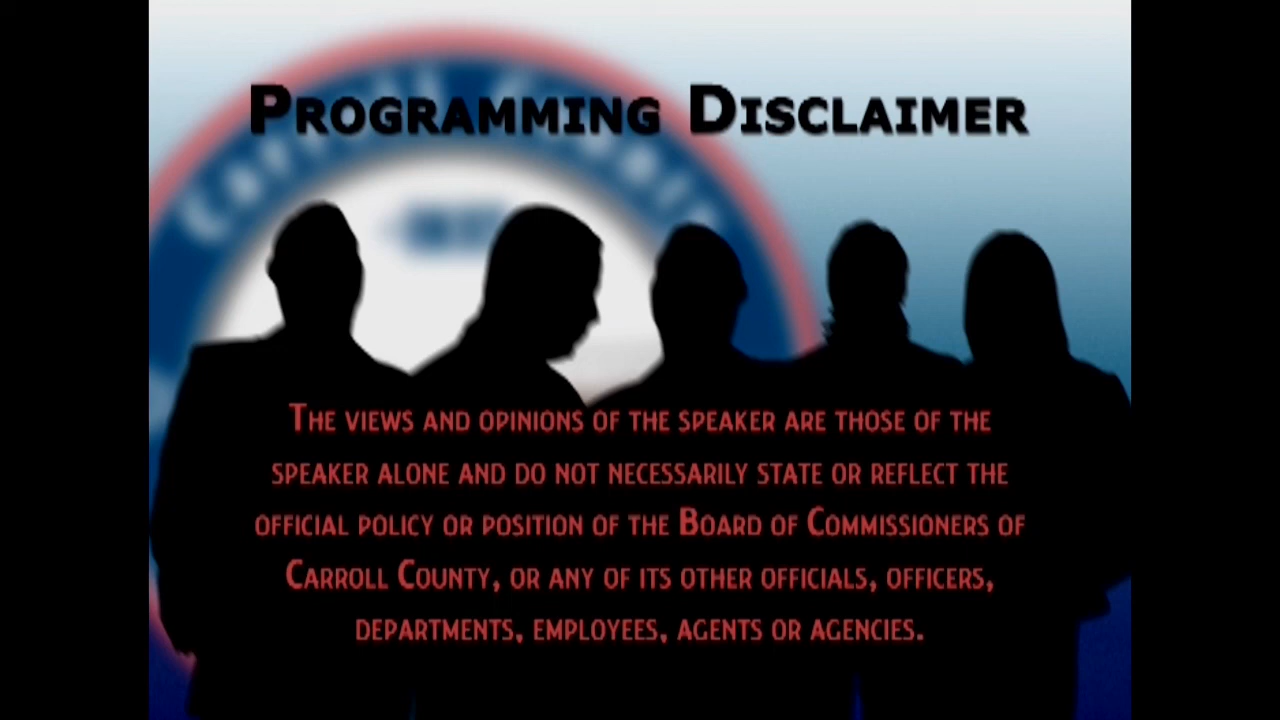 Programming Disclaimer
The views and opinions of the speaker are those of the
speaker alone and do not necessarily state or reflect the
official policy or position of the Board of Commissioners of
Carroll County, or any of its other officials, officers,
departments, employees, agents or agencies.
Carroll County